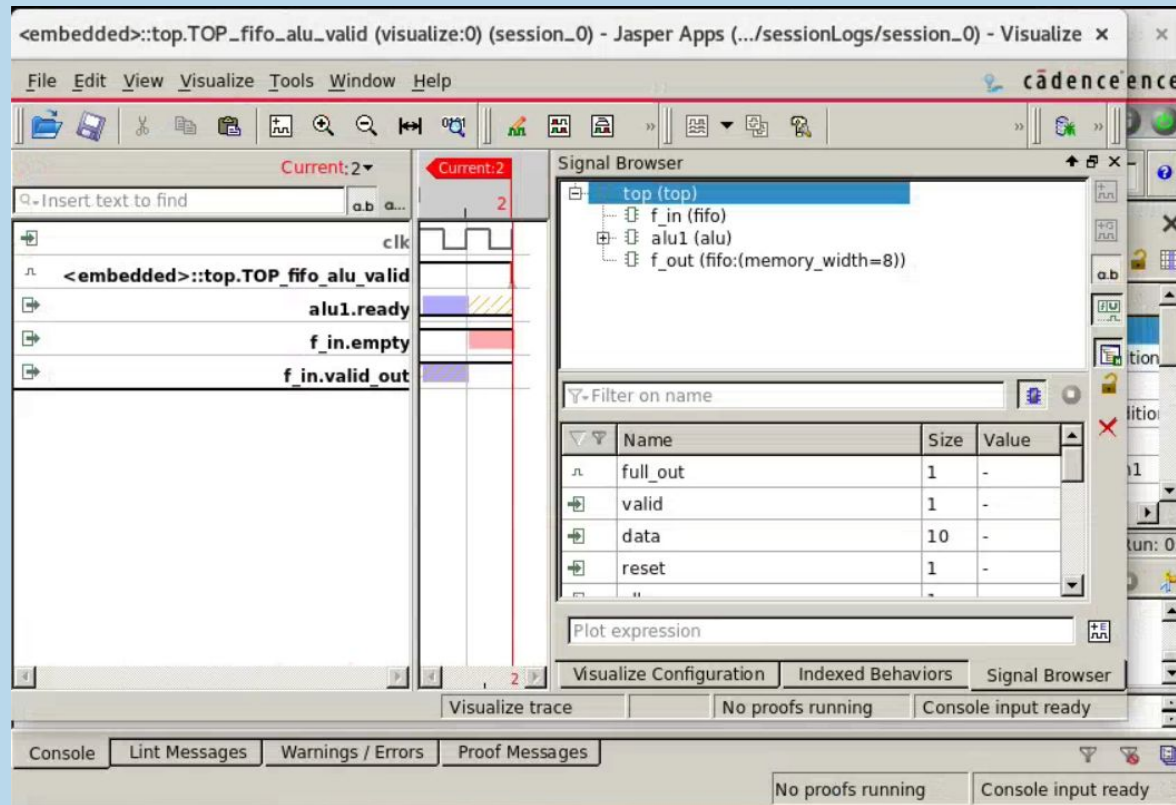 <embedded>::top.TOP_fifo_alu_valid (visualize:0) (session_0) - Jasper Apps (.../sessionLogs/session_0) - Visualize
File Edit View Visualize Tools Window Help
cādence ence
Current:2
Current:2
Insert text to find
a.b a...
2
clk
<embedded>::top.TOP_fifo_alu_valid
alu1.ready
f_in.empty
f_in.valid_out
2
Signal Browser
top (top)
f_in (fifo)
alu1 (alu)
f_out (fifo:(memory_width=8))
a.b
Filter on name
Name Size Value
full_out 1 -
valid 1 -
data 10 -
reset 1 -
Plot expression
Visualize Configuration Indexed Behaviors Signal Browser
Visualize trace No proofs running Console input ready
Console Lint Messages Warnings / Errors Proof Messages
No proofs running Console input ready